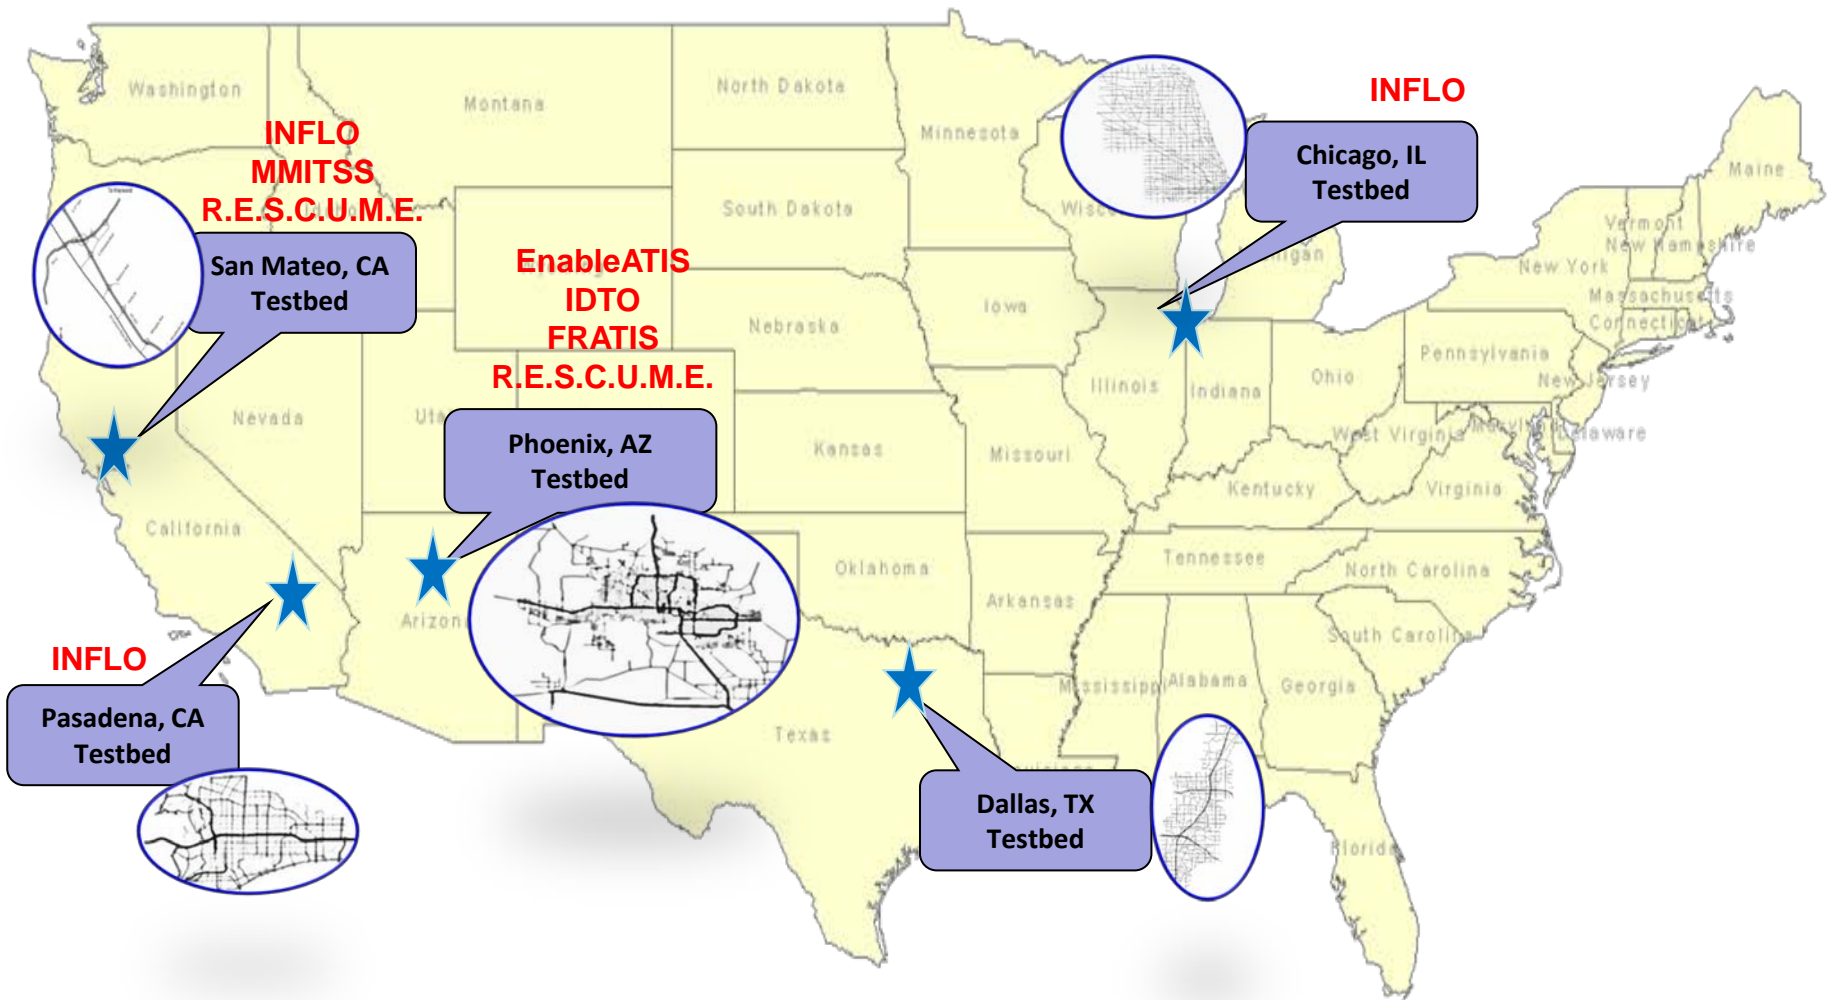 Washington
Montana
North Dakota
Minnesota
INFLO
Chicago, IL
Testbed
Maine
INFLO
MMITSS
R.E.S.C.U.M.E.
San Mateo, CA
Testbed
South Dakota
Vermont
New Hampshire
New York
Massachusetts
Connecticut
EnableATIS
IDTO
FRATIS
R.E.S.C.U.M.E.
Iowa
Nebraska
Pennsylvania
New Jersey
Illinois
Indiana
Ohio
Nevada
Phoenix, AZ
Testbed
Kansas
Missouri
West Virginia
Delaware
Kentucky
Virginia
California
Oklahoma
Tennessee
North Carolina
Arkansas
South Carolina
INFLO
Pasadena, CA
Testbed
Texas
Mississippi
Alabama
Georgia
Dallas, TX
Testbed